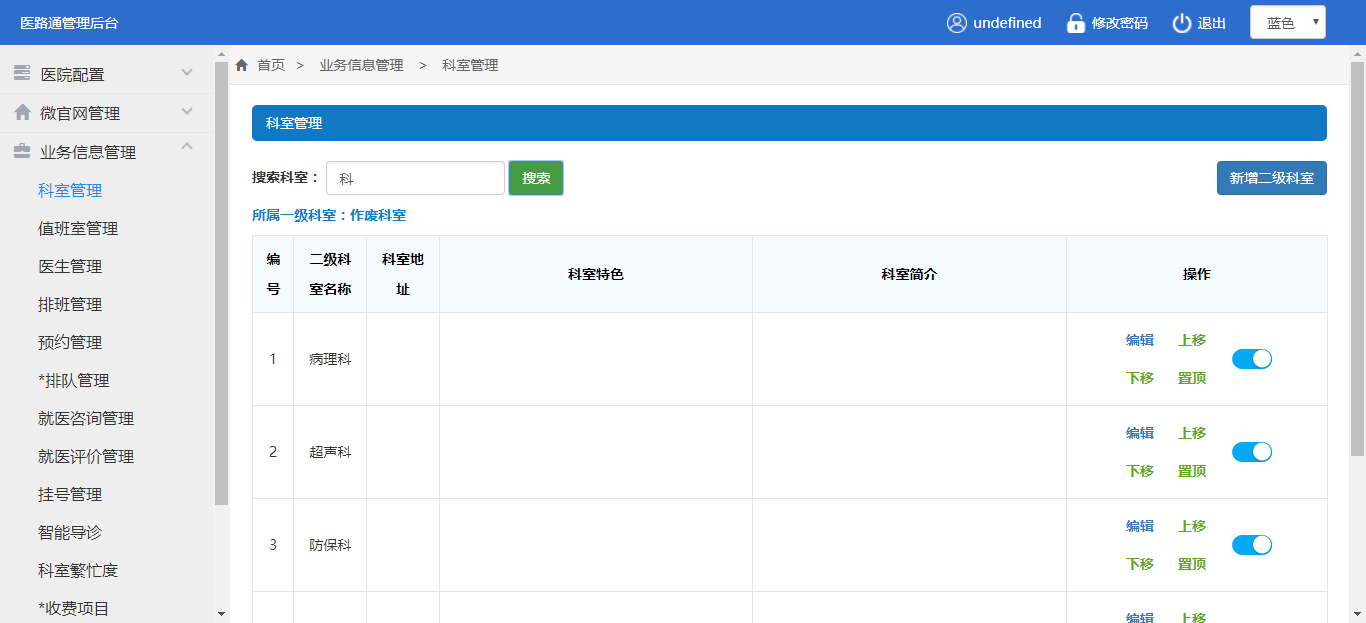 医路通管理后台
undefined
修改密码
退出
蓝色
医院配置
微官网管理
业务信息管理
科室管理
值班室管理
医生管理
排班管理
预约管理
*排队管理
就医咨询管理
就医评价管理
挂号管理
智能导诊
科室繁忙度
*收费项目
首页 > 业务信息管理 > 科室管理
科室管理
搜索科室：
科
搜索
新增二级科室
所属一级科室：作废科室
编号
二级科室名称
科室地址
科室特色
科室简介
操作
1
病理科
编辑 上移
下移 置顶
2
超声科
编辑 上移
下移 置顶
3
防保科
编辑 上移
下移 置顶
编辑 上移